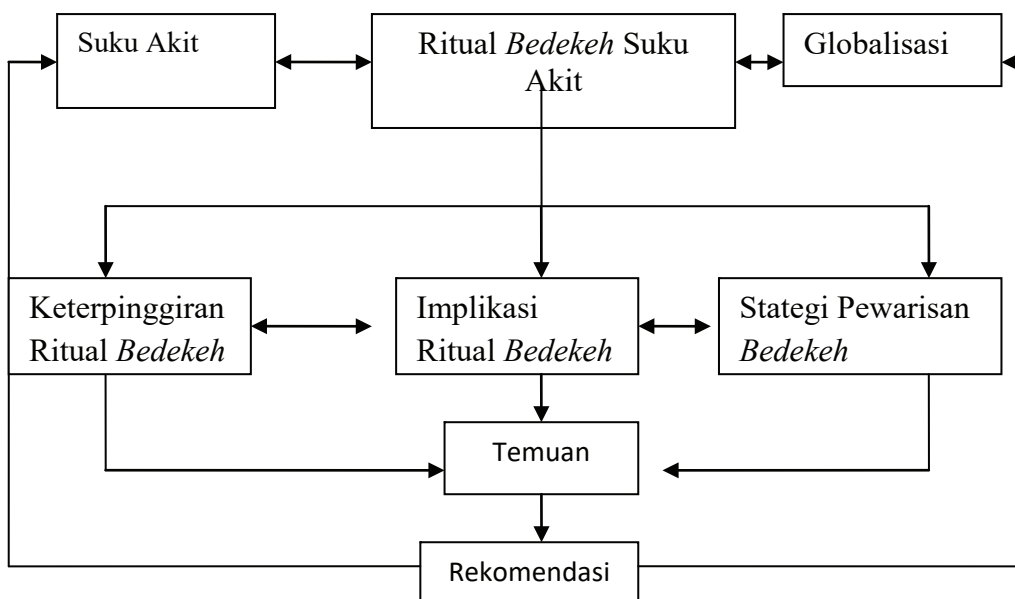 Suku Akit
Ritual Bedekeh Suku
Akit
Globalisasi
Keterpinggiran
Ritual Bedekeh
Implikasi
Ritual Bedekeh
Stategi Pewarisan
Bedekeh
Temuan
Rekomendasi